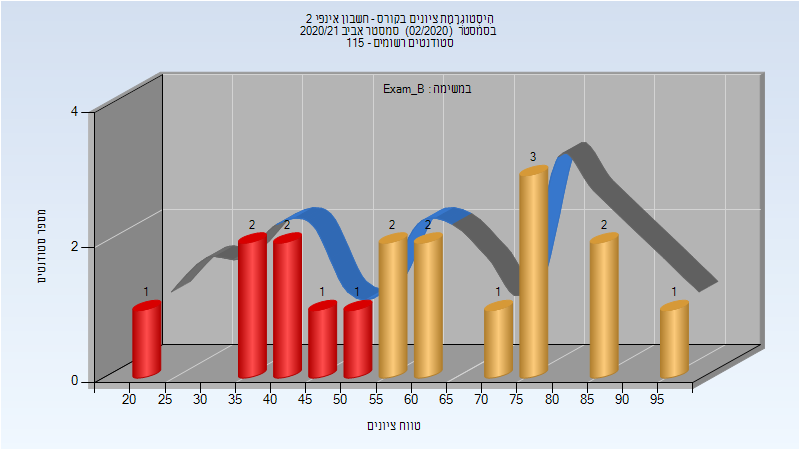 היסטוגרמת ציונים בקורס - חשבון אינפי 2
בסמסטר (02/2020) סמסטר אביב 2020/21
סטודנטים רשומים - 115
במשימה : Exam_B
מספר סטודנטים
4
2
0
1
2
2
1
1
2
2
1
3
2
1
20 25 30 35 40 45 50 55 60 65 70 75 80 85 90 95
טווח ציונים